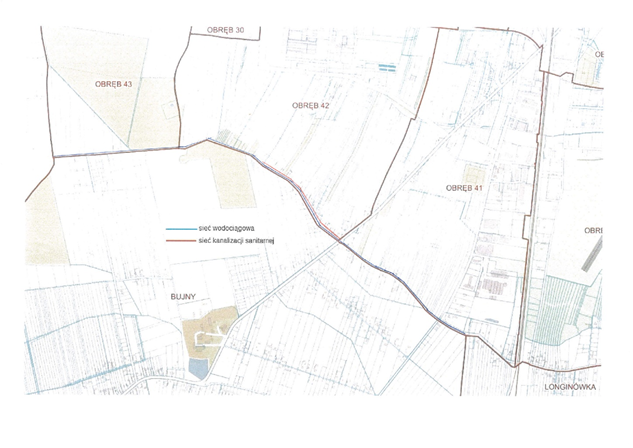 OBRĘB 30
OBRĘB 43
OBRĘB 42
OBRĘB 41
sieć wodociągowa
sieć kanalizacji sanitarnej
BUJNY
LONGINÓWKA